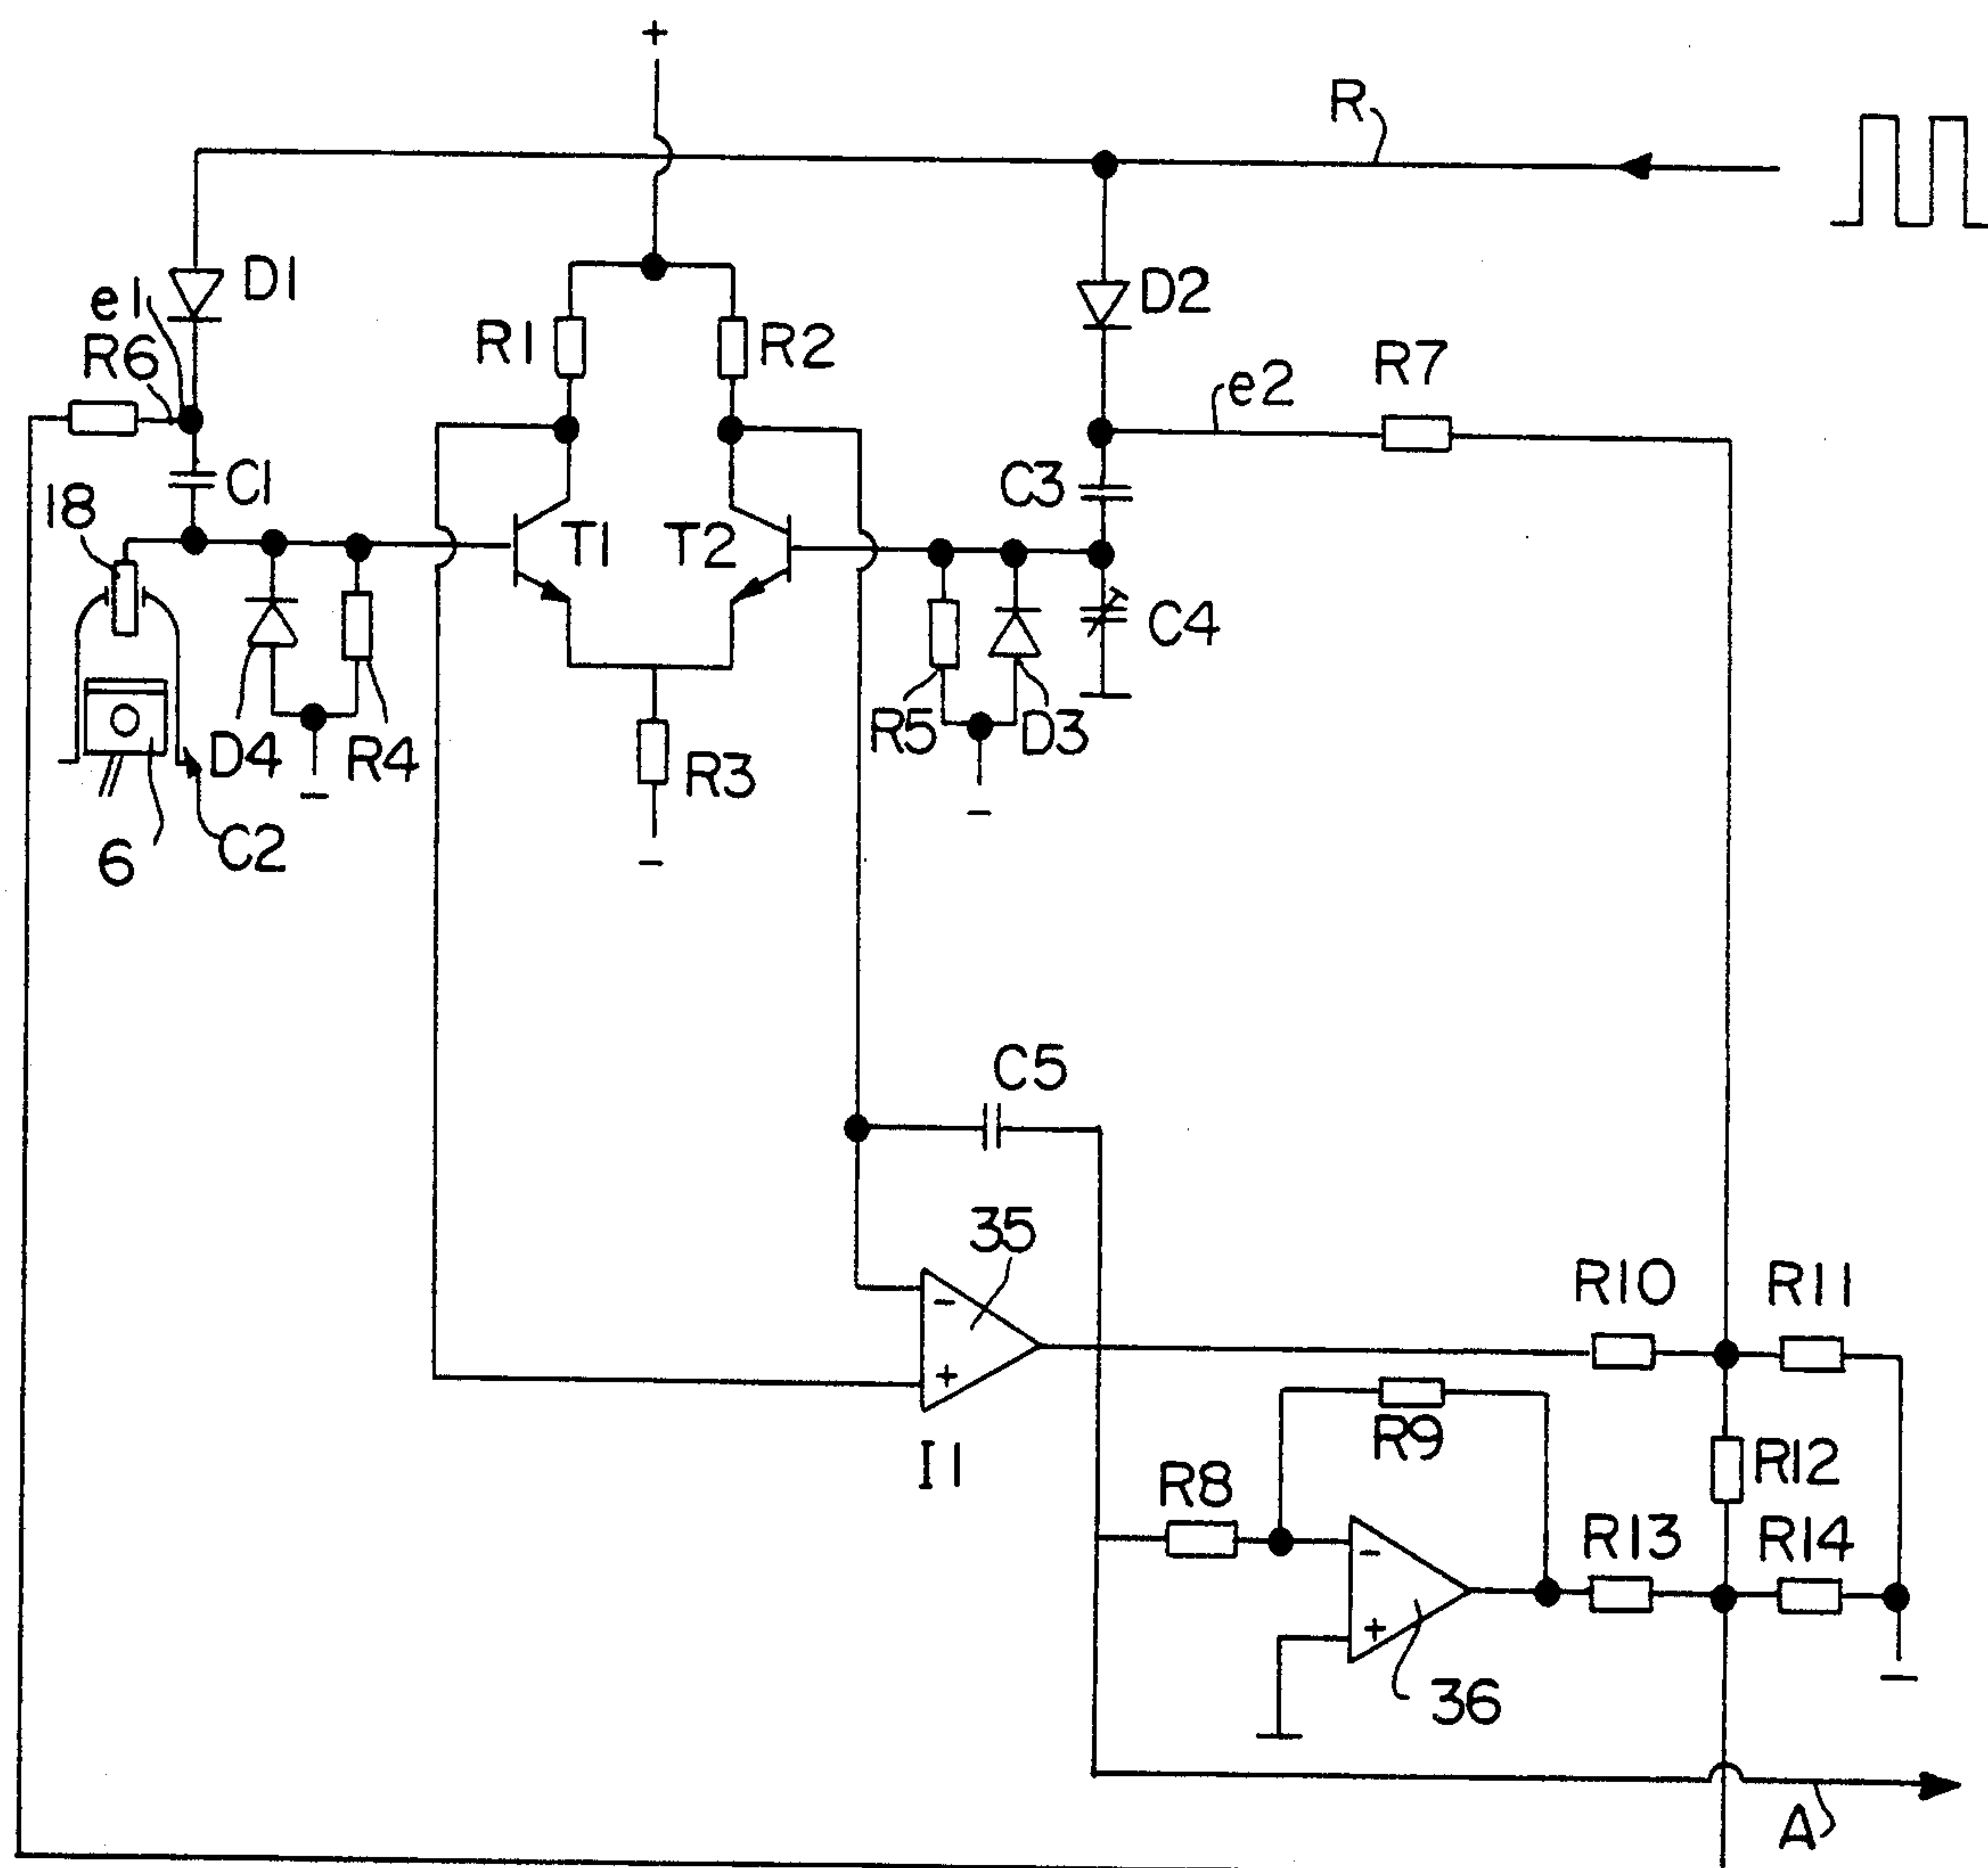 +
R
D1
e1
R6
R1
R2
D2
e2
R7
C1
18
T1
T2
C3
C4
D4
R4
R3
R5
D3
-
-
-
6
C2
C5
35
-
+
I1
R10
R11
R9
R12
R8
R13
R14
-
+
36
-
A